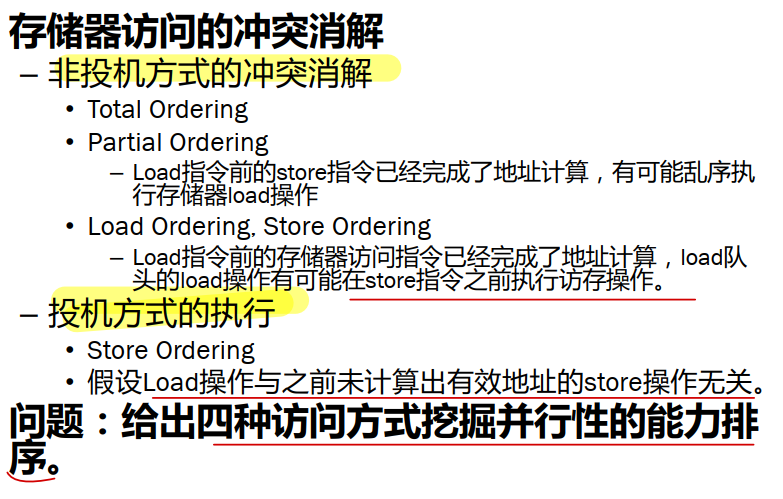 存储器访问的冲突消解
– 非投机方式的冲突消解
• Total Ordering
• Partial Ordering
– Load指令前的store指令已经完成了地址计算，有可能乱序执
行存储器load操作
• Load Ordering, Store Ordering
– Load指令前的存储器访问指令已经完成了地址计算，load队
头的load操作有可能在store指令之前执行访存操作。
– 投机方式的执行
• Store Ordering
• 假设Load操作与之前未计算出有效地址的store操作无关。
问题：给出四种访问方式挖掘并行性的能力排
序。